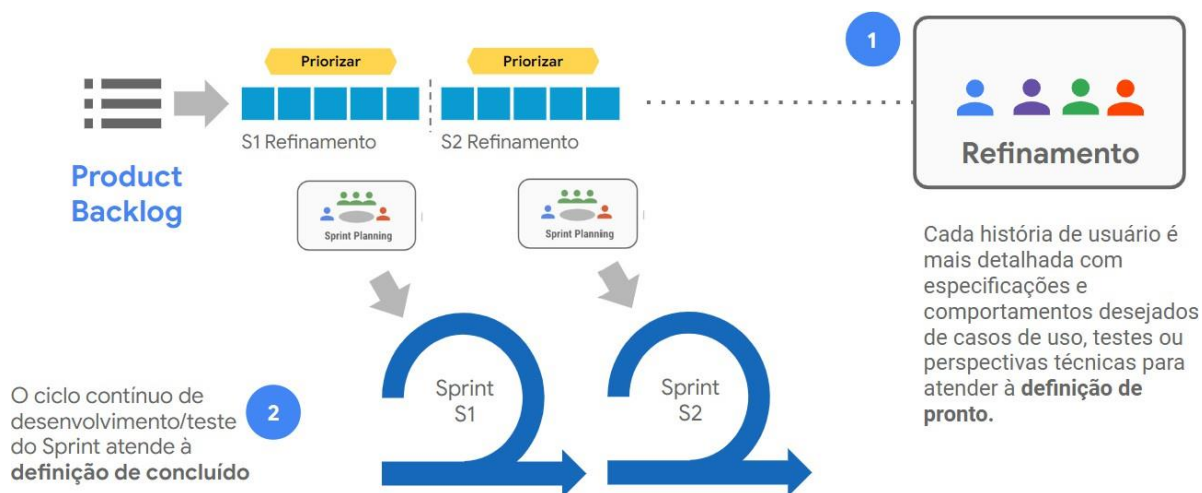 Priorizar
Priorizar
1
S1 Refinamento
S2 Refinamento
Refinamento
Product
Backlog
Sprint Planning
Sprint Planning
Cada história de usuário é
mais detalhada com
especificações e
comportamentos desejados
de casos de uso, testes ou
perspectivas técnicas para
atender à definição de
pronto.
Sprint
S1
Sprint
S2
O ciclo contínuo de
desenvolvimento/teste
do Sprint atende à
definição de concluído
2